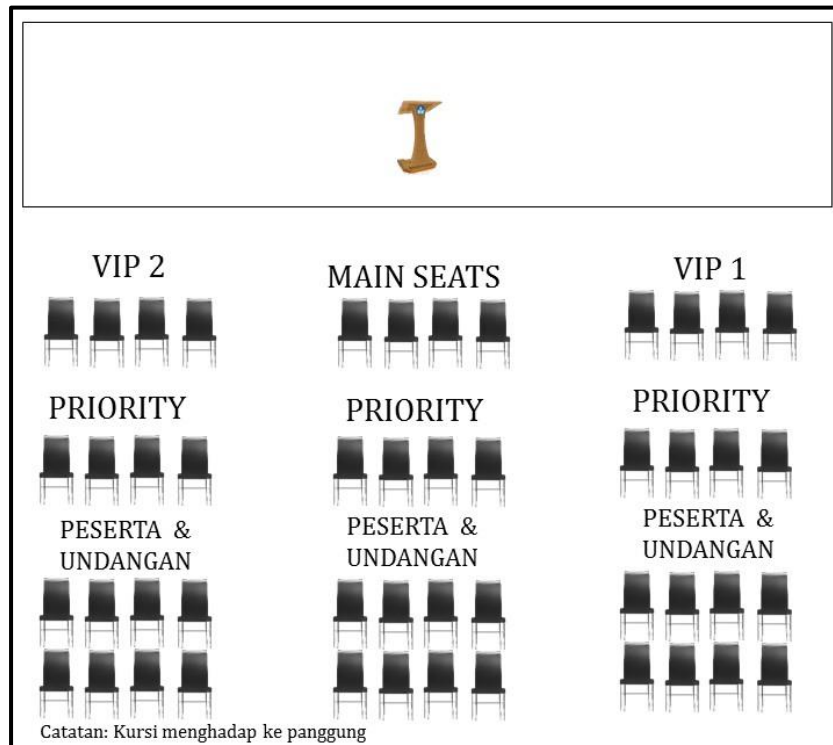 VIP 2
MAIN SEATS
VIP 1
PRIORITY
PRIORITY
PRIORITY
PESERTA & UNDANGAN
PESERTA & UNDANGAN
PESERTA & UNDANGAN
Catatan: Kursi menghadap ke panggung